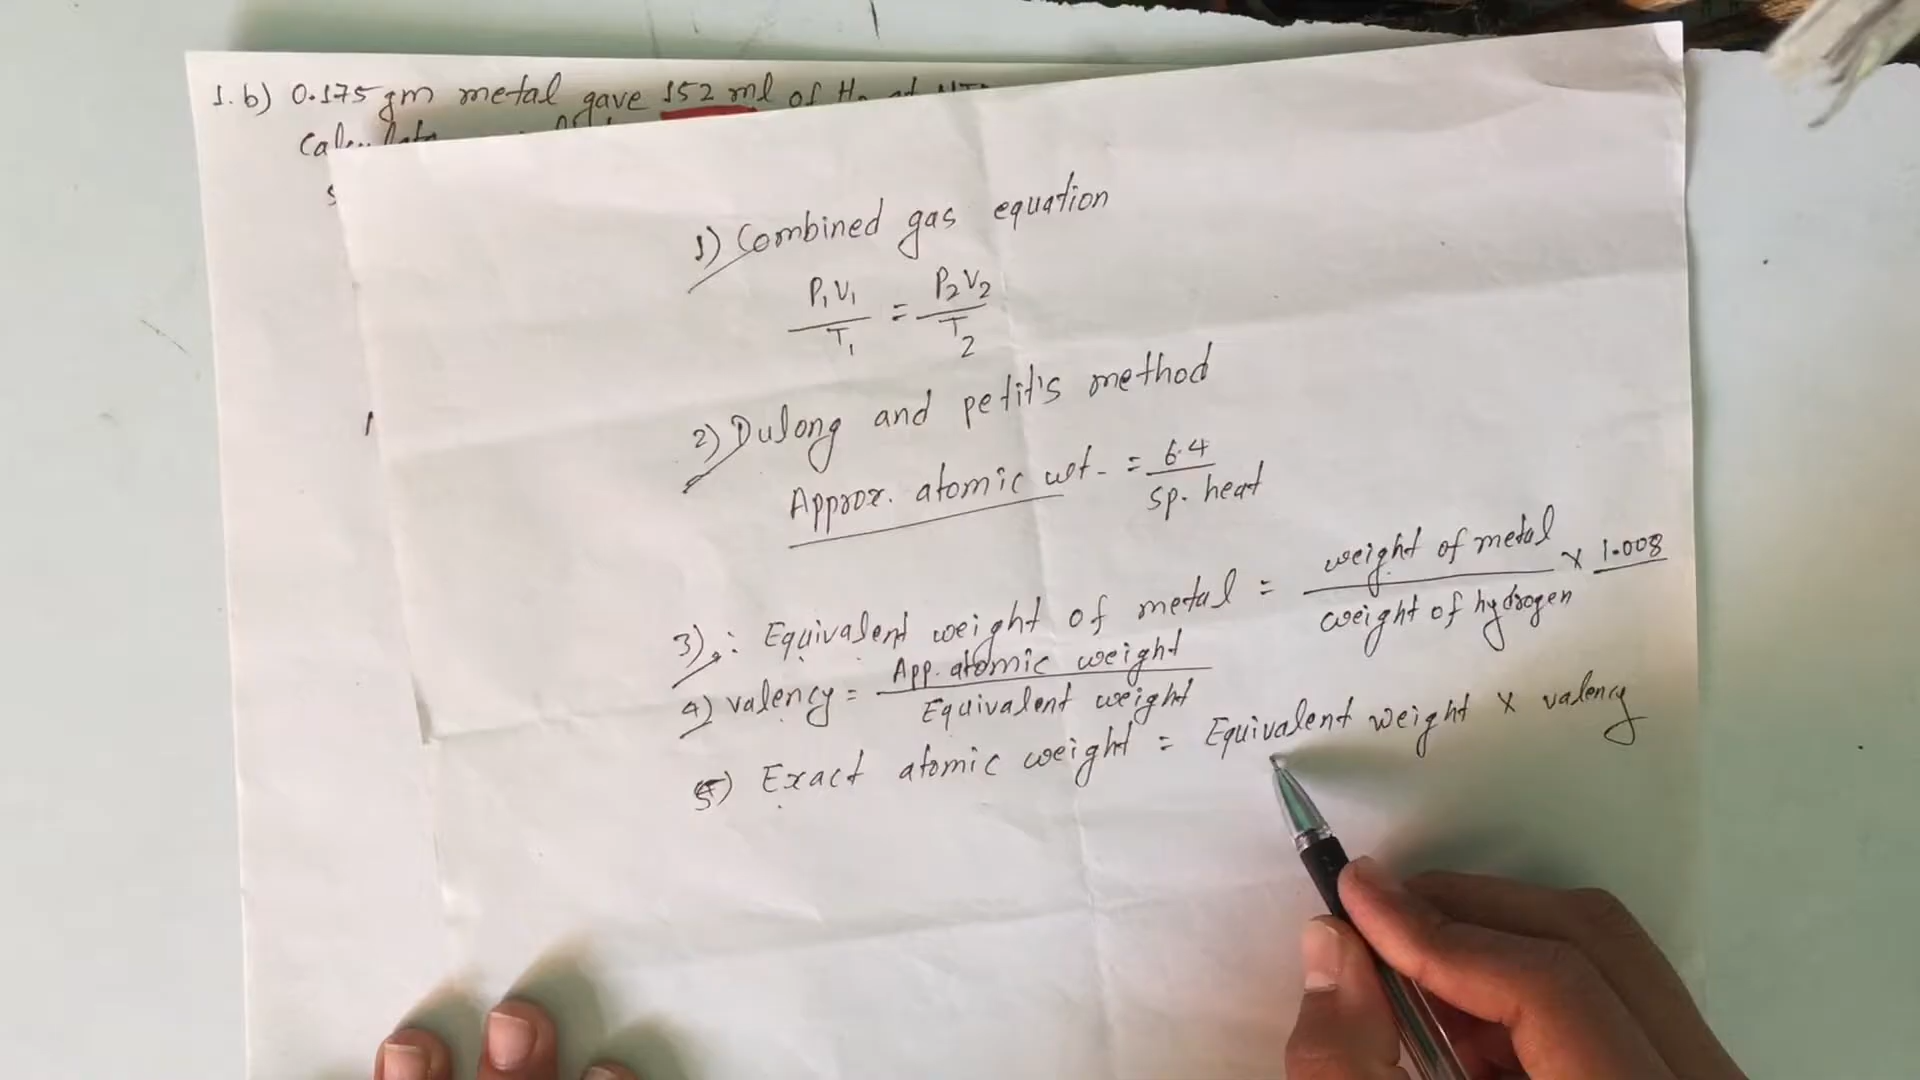 1.b) 0.175 gm metal gave 152 ml of H₂ at
1) Combined gas equation
P₁V₁ / T₁ = P₂V₂ / T₂
2) Dulong and petit's method
Approx. atomic wt. = 6.4 / sp. heat
3) : Equivalent weight of metal = weight of metal / weight of hydrogen × 1.008
4) valency = App. atomic weight / Equivalent weight
5) Exact atomic weight = Equivalent weight × valency